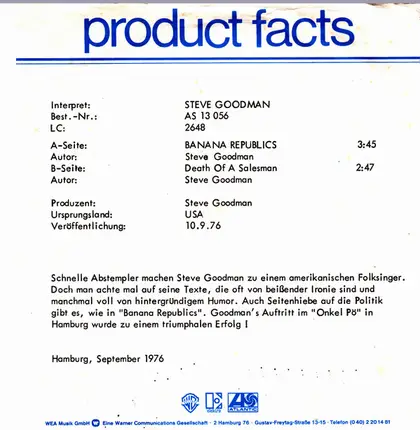 product facts
Interpret: STEVE GOODMAN
Best.-Nr.: AS 13 056
LC: 2648
A-Seite: BANANA REPUBLICS 3:45
Autor: Steve Goodman
B-Seite: Death Of A Salesman 2:47
Autor: Steve Goodman
Produzent: Steve Goodman
Ursprungsland: USA
Veröffentlichung: 10.9.76
Schnelle Abstempler machen Steve Goodman zu einem amerikanischen Folksinger.
Doch man achte mal auf seine Texte, die oft von beißender Ironie sind und
manchmal voll von hintergründigem Humor. Auch Seitenhiebe auf die Politik
gibt es, wie in "Banana Republics". Goodman's Auftritt im "Onkel Pö" in
Hamburg wurde zu einem triumphalen Erfolg !
Hamburg, September 1976
ATLANTIC
WEA Musik GmbH Eine Warner Communications Gesellschaft · 2 Hamburg 76 · Gustav-Freytag-Straße 13-15 · Telefon (0 40) 2 20 14 81